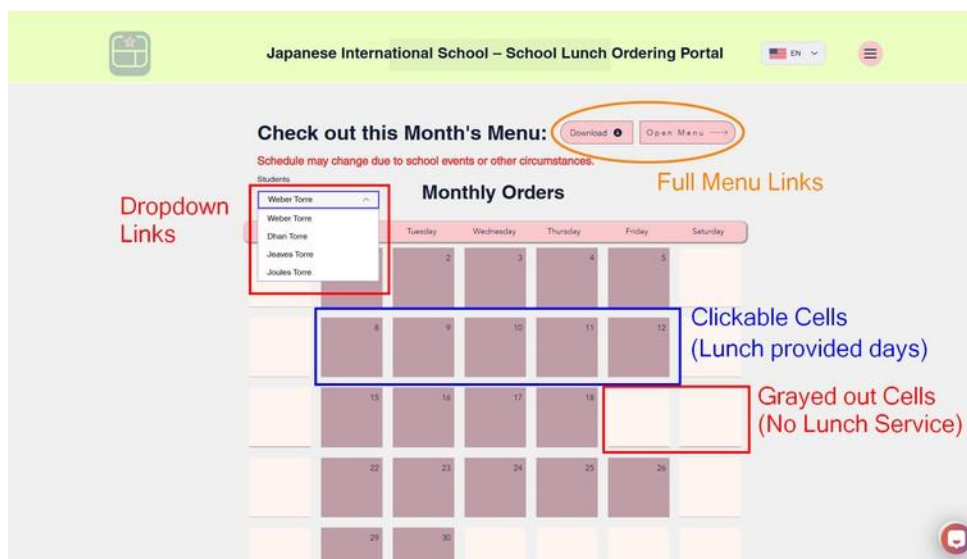 Japanese International School – School Lunch Ordering Portal
EN
Check out this Month's Menu:
Download
Open Menu
Schedule may change due to school events or other circumstances.
Full Menu Links
Students
Dropdown
Links
Weber Torre
Monthly Orders
Weber Torre
Dhan Torre
Jeaves Torre
Joules Torre
Tuesday Wednesday Thursday Friday Saturday
2 3 4 5
8 9 10 11 12
Clickable Cells
(Lunch provided days)
15 16 17 18
Grayed out Cells
(No Lunch Service)
22 23 24 25 26
29 30